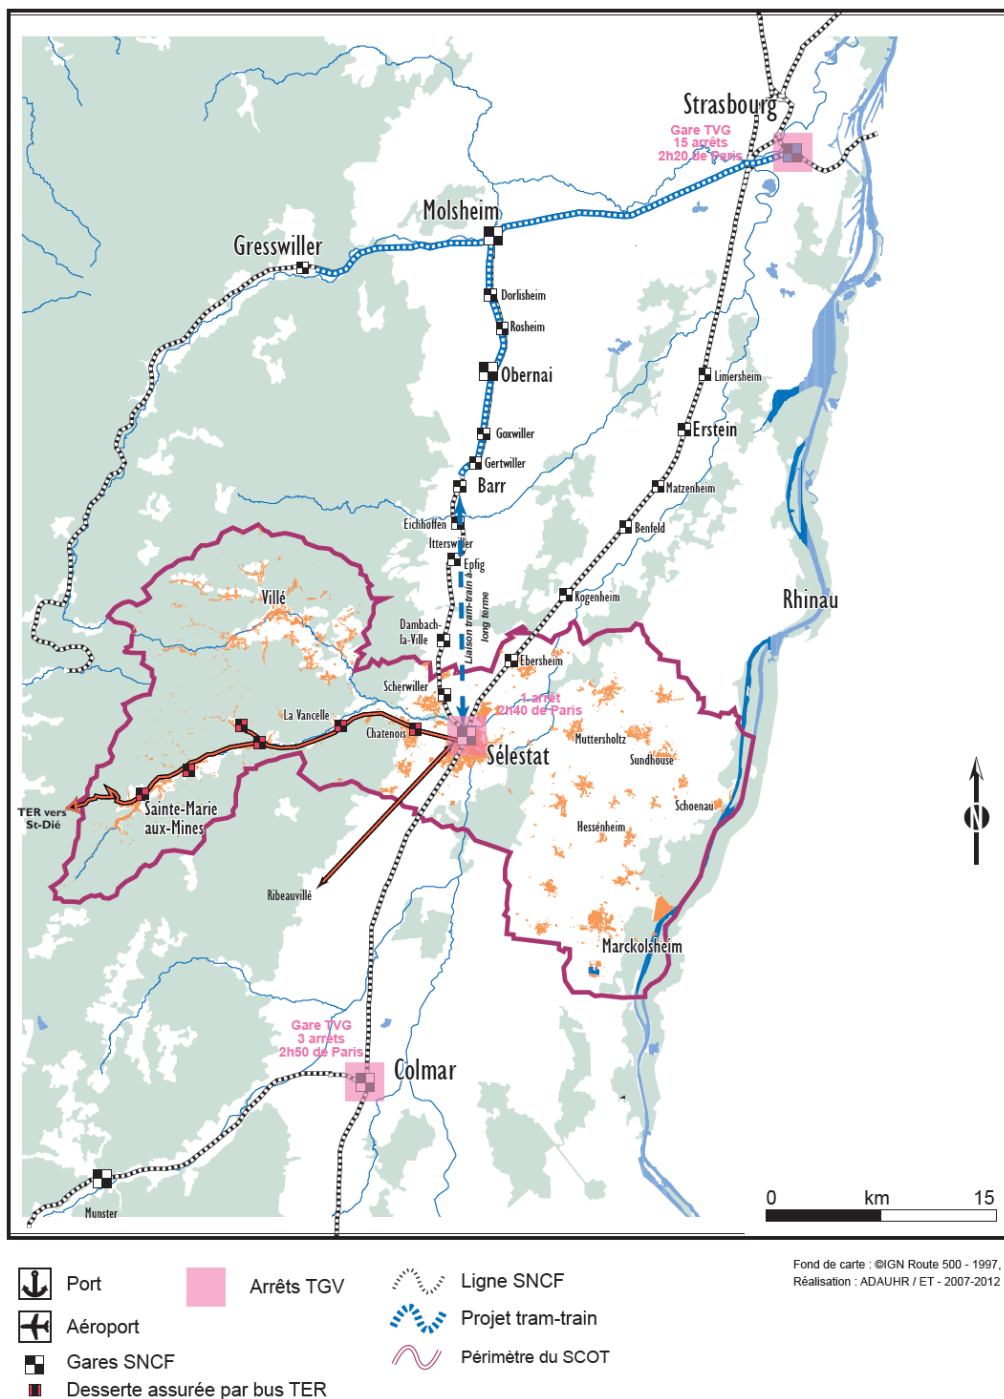 Strasbourg
Gare TVG
15 arrêts
2h20 de Paris
Molsheim
Gresswiller
Dorlisheim
Rosheim
Obernai
Limersheim
Goxwiller
Erstein
Gertwiller
Barr
Matzenheim
Eichhoffen
Benfeld
Itterswiller
Epfig
Liaison tram-train à
long terme
Kogenheim
Rhinau
Villé
Dambach-
la-Ville
Ebersheim
Scherwiller
1 arrêt
2h40 de Paris
La Vancelle
Chatenois
Muttersholtz
Sélestat
Sundhouse
TER vers
St-Dié
Sainte-Marie
aux-Mines
Schoenau
Hessenheim
N
Ribeauvillé
Marckolsheim
Gare TVG
3 arrêts
2h50 de Paris
Colmar
Munster
0 km 15
Port
Aéroport
Gares SNCF
Desserte assurée par bus TER
Arrêts TGV
Ligne SNCF
Projet tram-train
Périmètre du SCOT
Fond de carte : ©IGN Route 500 - 1997,
Réalisation : ADAUHR / ET - 2007-2012